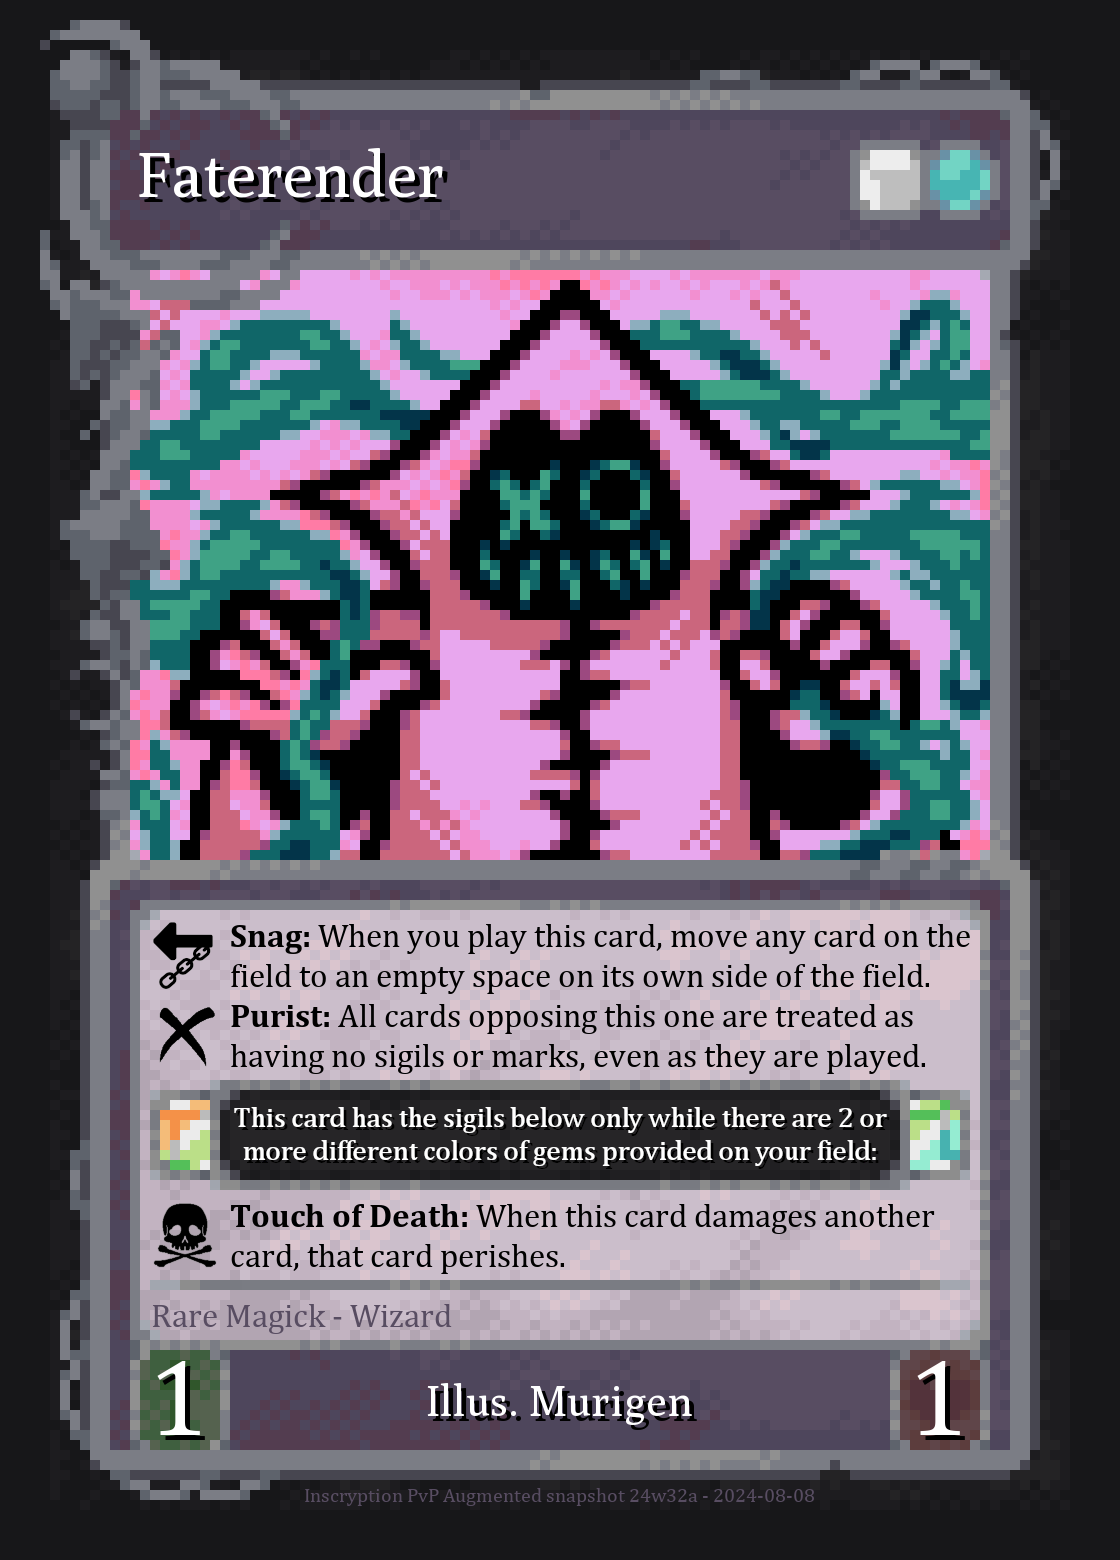 Faterender
Snag: When you play this card, move any card on the
field to an empty space on its own side of the field.
Purist: All cards opposing this one are treated as
having no sigils or marks, even as they are played.
This card has the sigils below only while there are 2 or
more different colors of gems provided on your field:
Touch of Death: When this card damages another
card, that card perishes.
Rare Magick - Wizard
1
Illus. Murigen
1
Inscryption PvP Augmented snapshot 24w32a - 2024-08-08